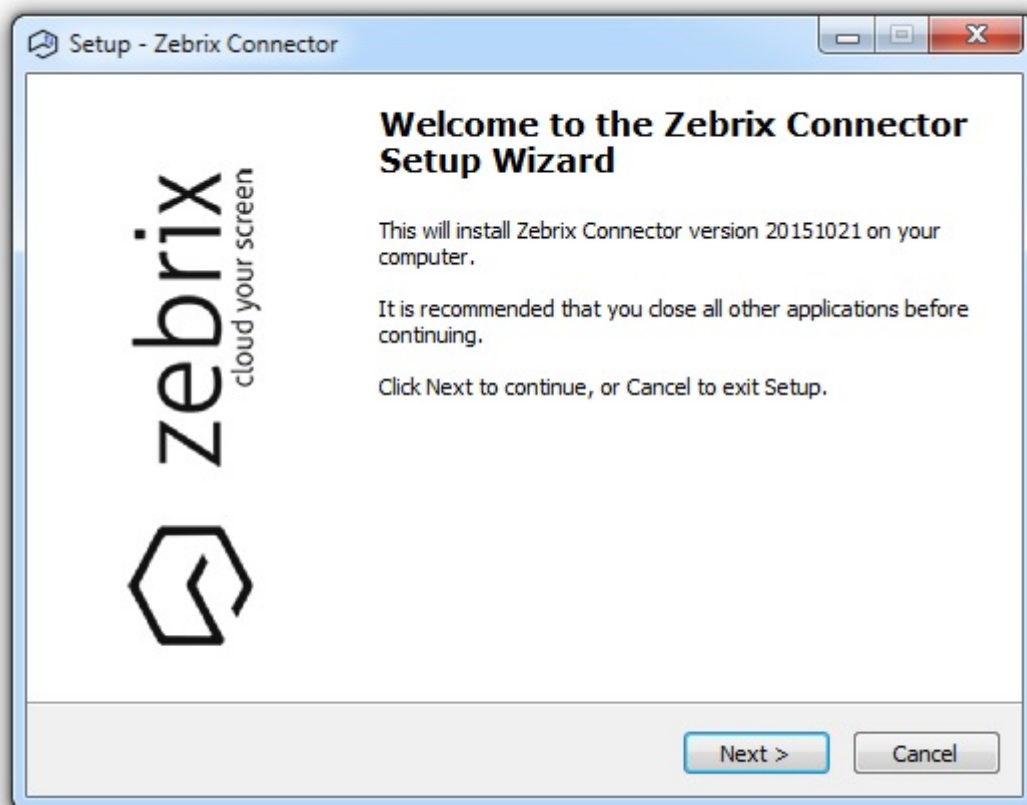 Setup - Zebrix Connector
Welcome to the Zebrix Connector
Setup Wizard
This will install Zebrix Connector version 20151021 on your
computer.
It is recommended that you close all other applications before
continuing.
Click Next to continue, or Cancel to exit Setup.
zebrix
cloud your screen
Next >
Cancel